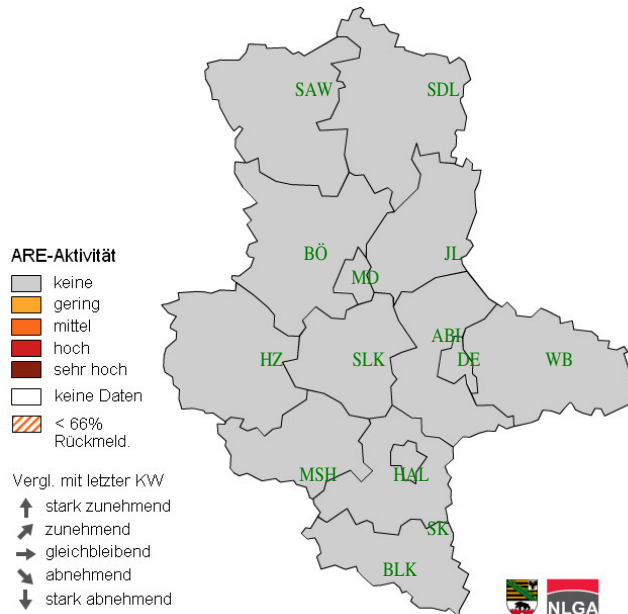 SAW
SDL
BÖ
JL
MD
ABI
HZ
SLK
DE
WB
MSH
HAL
SK
BLK
ARE-Aktivität
keine
gering
mittel
hoch
sehr hoch
keine Daten
< 66%
Rückmeld.
Vergl. mit letzter KW
stark zunehmend
zunehmend
gleichbleibend
abnehmend
stark abnehmend
NLGA